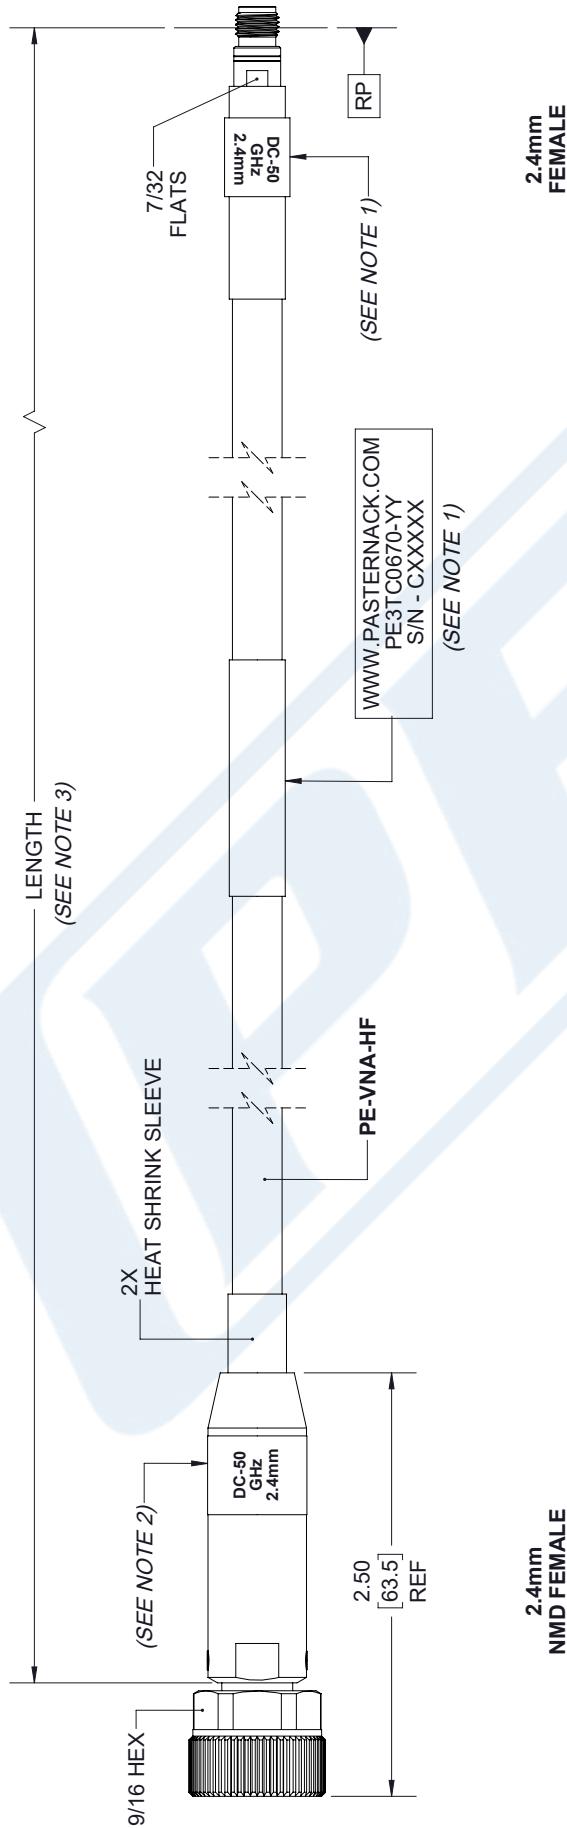 LENGTH
(SEE NOTE 3)
9/16 HEX
(SEE NOTE 2)
2X
HEAT SHRINK SLEEVE
7/32
FLATS
DC-50
GHz
2.4mm
DC-50
GHz
2.4mm
2.50
[63.5]
REF
PE-VNA-HF
WWW.PASTERNACK.COM
PE3TC0670-YY
S/N - CXXXXX
(SEE NOTE 1)
(SEE NOTE 1)
RP
2.4mm
NMD FEMALE
2.4mm
FEMALE